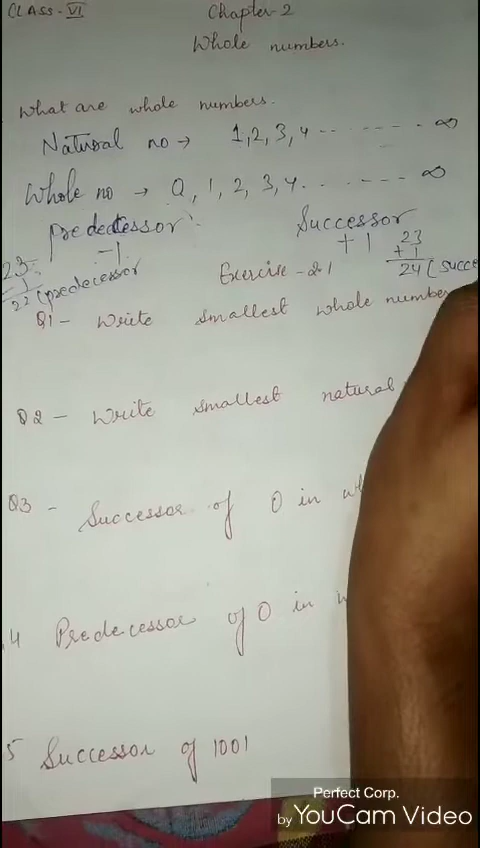 CLASS-VI
Chapter-2
Whole numbers.
What are whole numbers.
Natural no → 1,2,3,4 -- ----- - ∞
Whole no → 0, 1, 2, 3,4. . . ---- ∞
predecessor
Successor
-1
+1
23
-1
22 (predecessor
23
+1
24 ( succe
Exercise -2.1
Q1- Write smallest whole number
Q2 - Write smallest natural
Q3 - Successor of 0 in
4 Predecessor of 0 in
5 Successor of 1001
Perfect Corp.
by YouCam Video